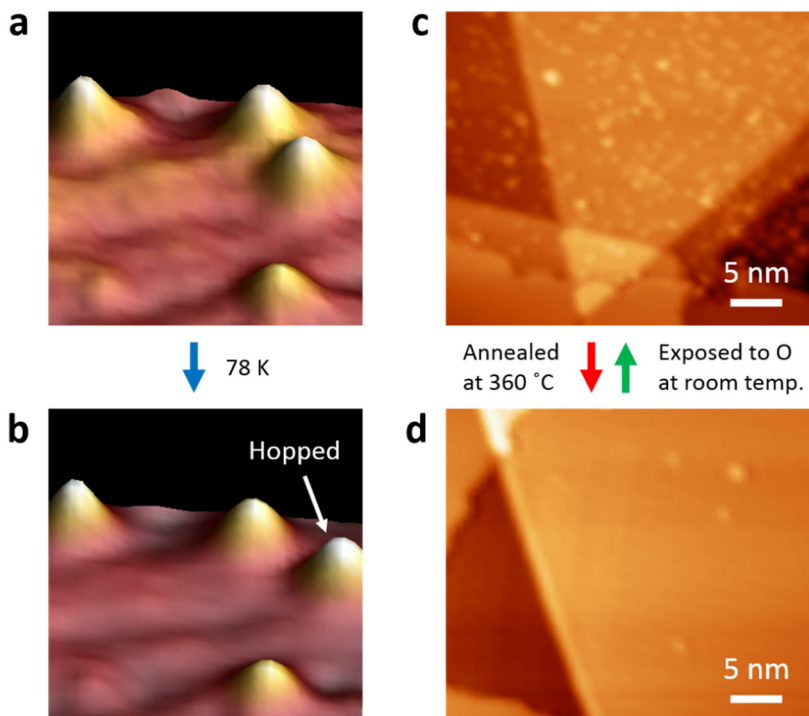 a
c
5 nm
78 K
Annealed
at 360 ˚C
Exposed to O
at room temp.
b
Hopped
d
5 nm